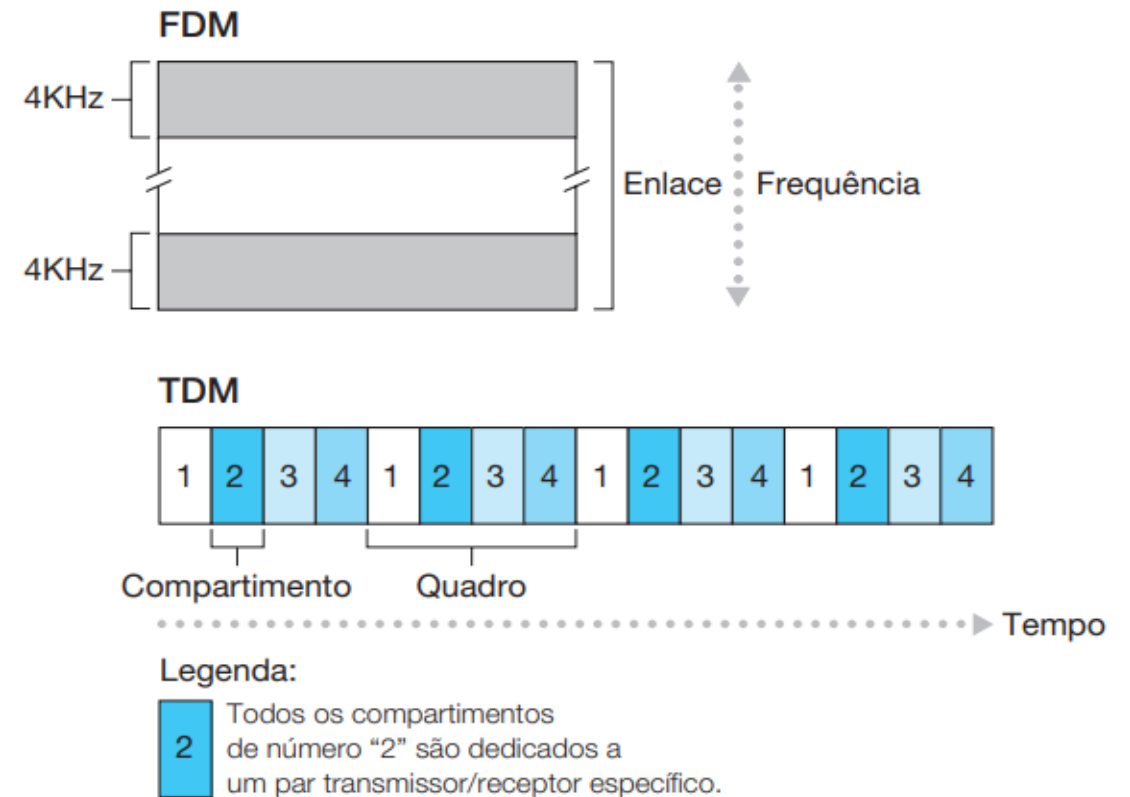 FDM
4KHz
Enlace
Frequência
4KHz
TDM
1 2 3 4 1 2 3 4 1 2 3 4 1 2 3 4
Compartimento
Quadro
Tempo
Legenda:
2
Todos os compartimentos
de número “2” são dedicados a
um par transmissor/receptor específico.